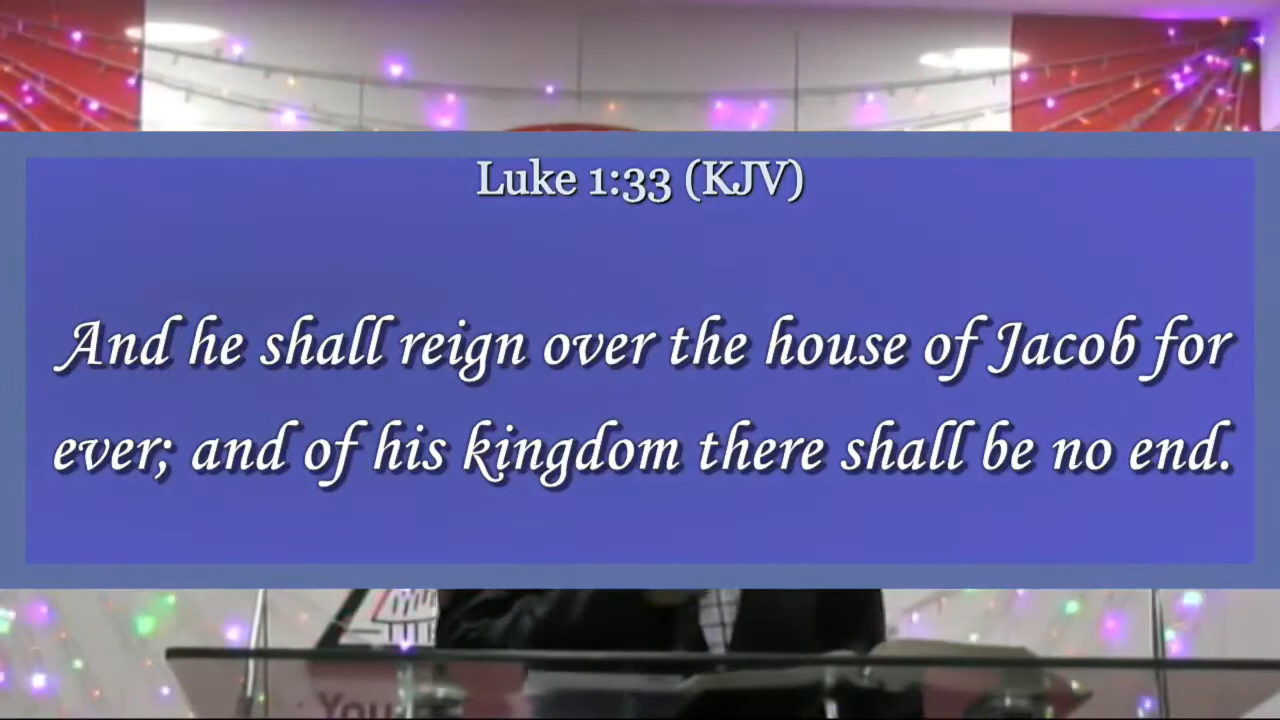 Luke 1:33 (KJV)
And he shall reign over the house of Jacob for
ever; and of his kingdom there shall be no end.
You